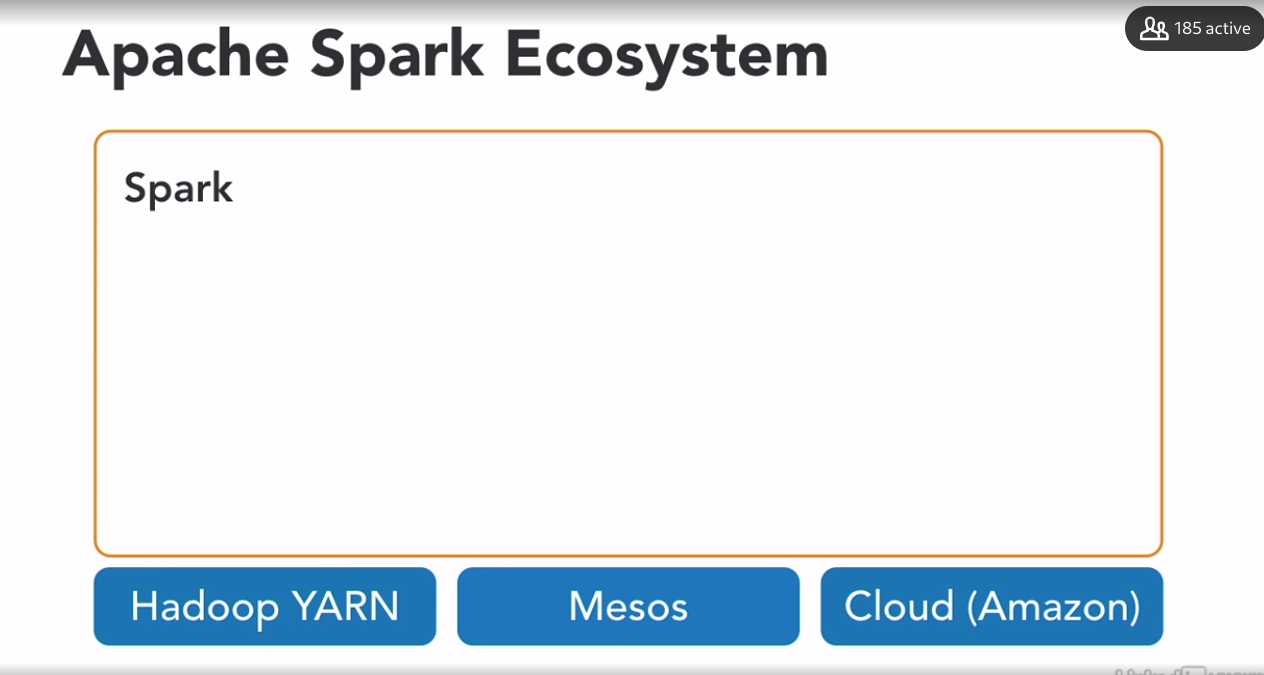 185 active
Apache Spark Ecosystem
Spark
Hadoop YARN
Mesos
Cloud (Amazon)